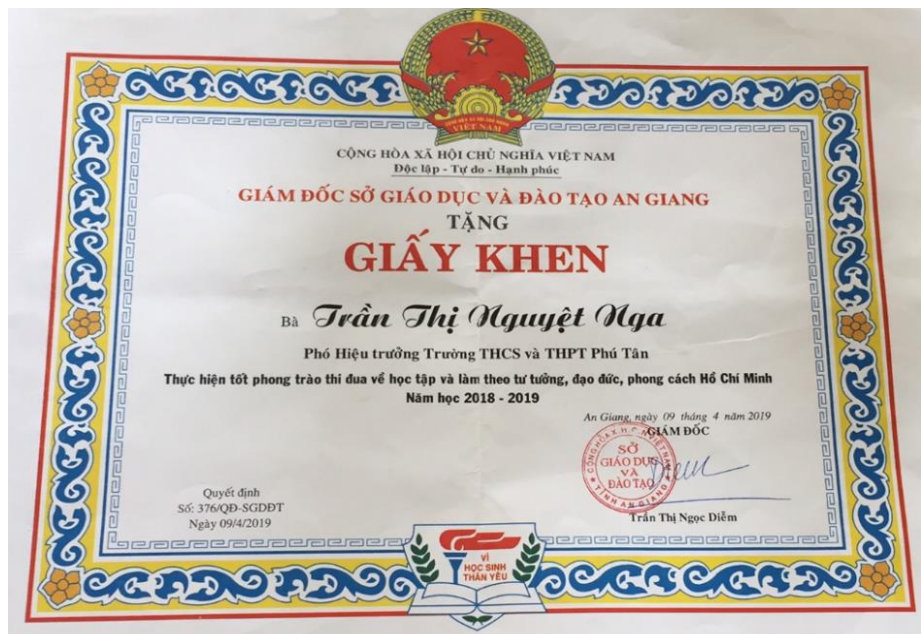 VIỆT NAM
CỘNG HÒA XÃ HỘI CHỦ NGHĨA VIỆT NAM
Độc lập - Tự do - Hạnh phúc
GIÁM ĐỐC SỞ GIÁO DỤC VÀ ĐÀO TẠO AN GIANG
TẶNG
GIẤY KHEN
Bà Trần Thị Nguyệt Nga
Phó Hiệu trưởng Trường THCS và THPT Phú Tân
Thực hiện tốt phong trào thi đua về học tập và làm theo tư tưởng, đạo đức, phong cách Hồ Chí Minh
Năm học 2018 - 2019
An Giang, ngày 09 tháng 4 năm 2019
GIÁM ĐỐC
SỞ
GIÁO DỤC
VÀ
ĐÀO TẠO
TỈNH AN GIANG
Trần Thị Ngọc Diễm
Quyết định
Số: 376/QĐ-SGDĐT
Ngày 09/4/2019
VÌ
HỌC SINH
THÂN YÊU